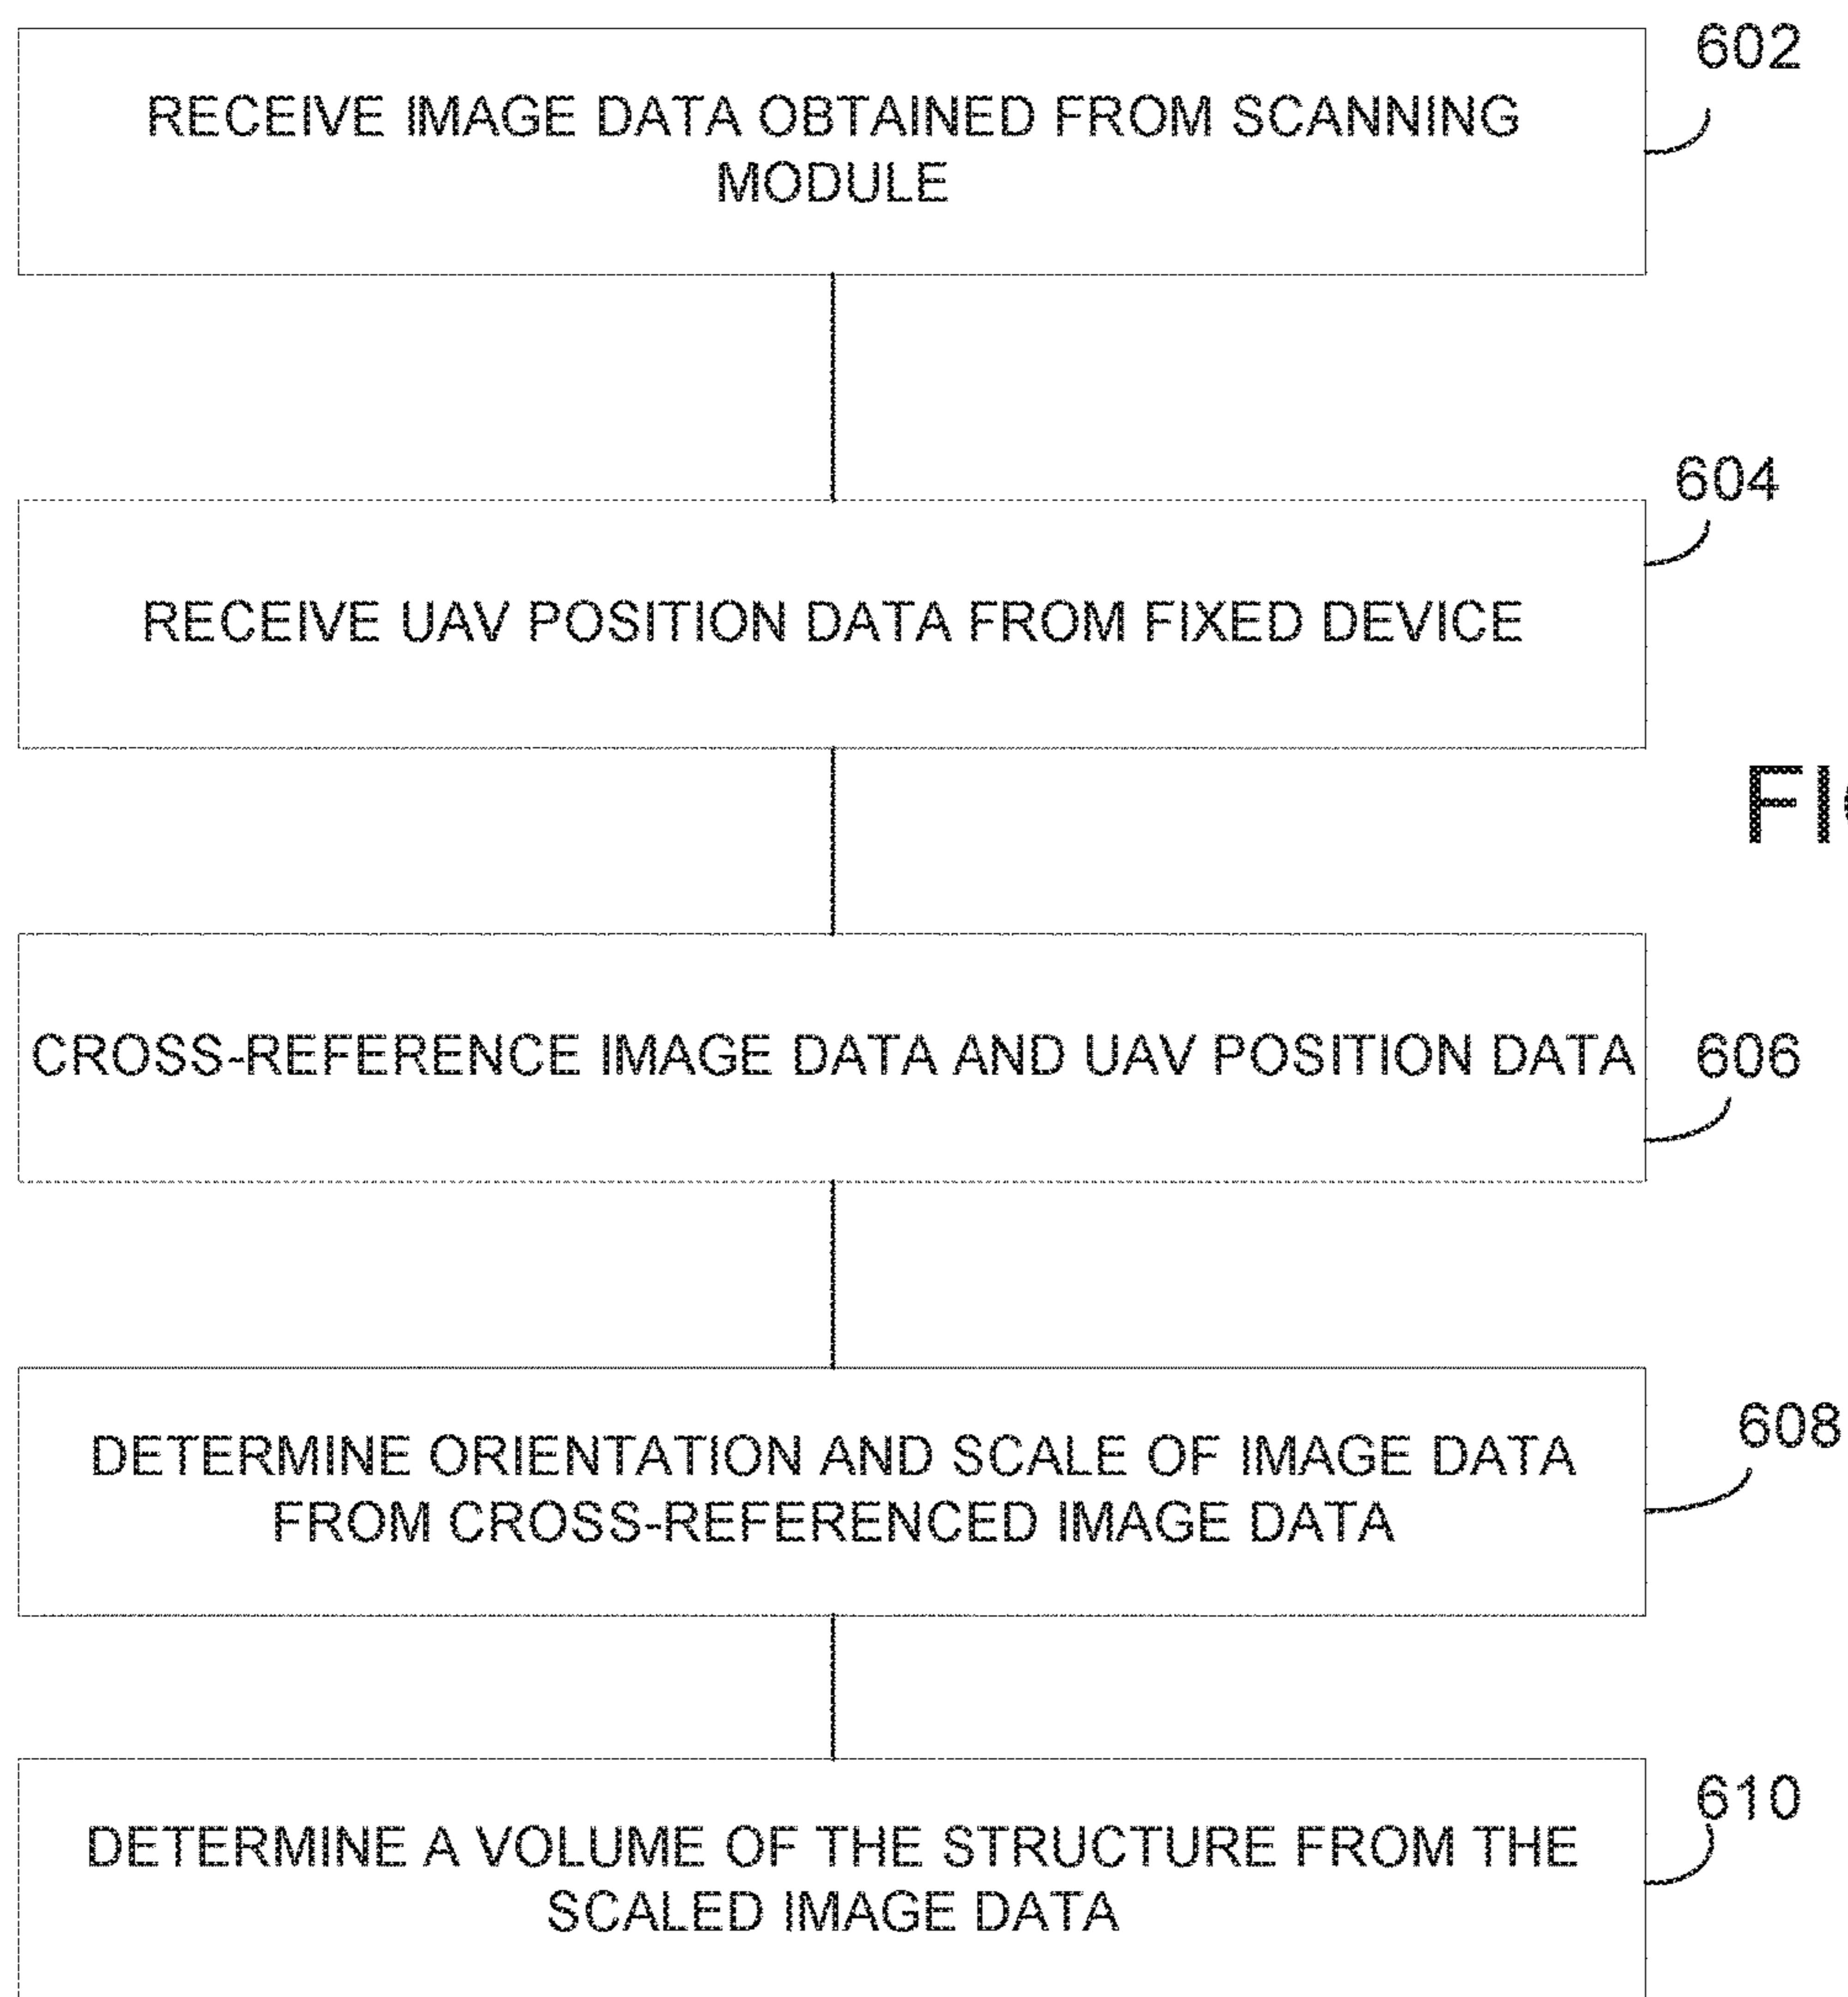 602
RECEIVE IMAGE DATA OBTAINED FROM SCANNING
MODULE
604
RECEIVE UAV POSITION DATA FROM FIXED DEVICE
CROSS-REFERENCE IMAGE DATA AND UAV POSITION DATA
606
DETERMINE ORIENTATION AND SCALE OF IMAGE DATA
FROM CROSS-REFERENCED IMAGE DATA
608
DETERMINE A VOLUME OF THE STRUCTURE FROM THE
SCALED IMAGE DATA
610